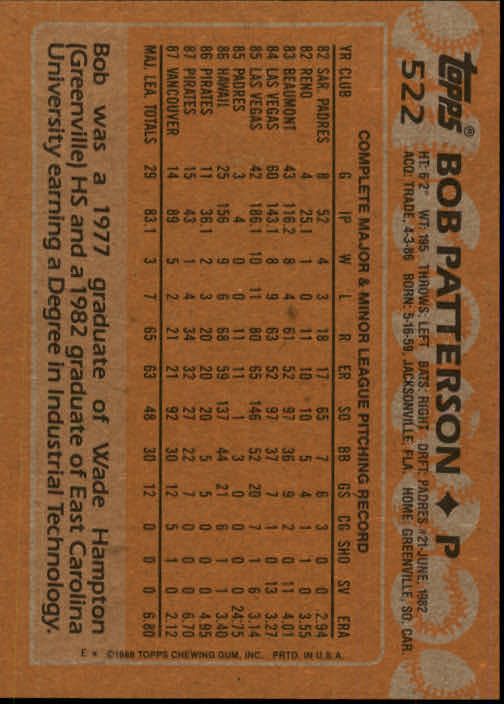 topps® BOB PATTERSON ✦ P
522
HT: 6'2" WT: 195 THROWS: LEFT BATS: RIGHT DRFT: PADRES #21-JUNE, 1982
ACQ: TRADE, 4-3-86 BORN: 5-16-59, JACKSONVILLE, FLA. HOME: GREENVILLE, SO. CAR.
COMPLETE MAJOR & MINOR LEAGUE PITCHING RECORD
YR CLUB G IP W L R ER SO BB GS CG SHO SV ERA
82 SAR. PADRES 8 52 4 3 18 17 65 7 6 3 0 2.94
82 RENO 4 25.1 1 0 11 10 10 5 4 1 1 0 3.55
83 BEAUMONT 43 116.2 8 4 61 52 97 36 9 2 0 11 4.01
84 LAS VEGAS 60 143.1 8 9 63 52 97 37 7 1 0 13 3.27
85 LAS VEGAS 42 186.1 10 11 80 65 146 52 20 7 1 6 3.14
85 PADRES 3 4 0 0 11 11 1 3 0 0 0 0 24.75
86 HAWAII 25 156 9 6 68 59 137 44 21 6 1 1 3.40
86 PIRATES 11 36.1 2 3 20 20 20 5 5 0 0 0 4.95
87 PIRATES 15 43 1 4 34 32 27 22 7 0 0 0 6.70
87 VANCOUVER 14 89 5 2 21 21 92 30 12 5 1 0 2.12
MAJ. LEA. TOTALS 29 83.1 3 7 65 63 48 30 12 0 0 0 6.80
E * ©1988 TOPPS CHEWING GUM, INC. PRTD. IN U.S.A.
Bob was a 1977 graduate of Wade Hampton
(Greenville) HS and a 1982 graduate of East Carolina
University earning a Degree in Industrial Technology.